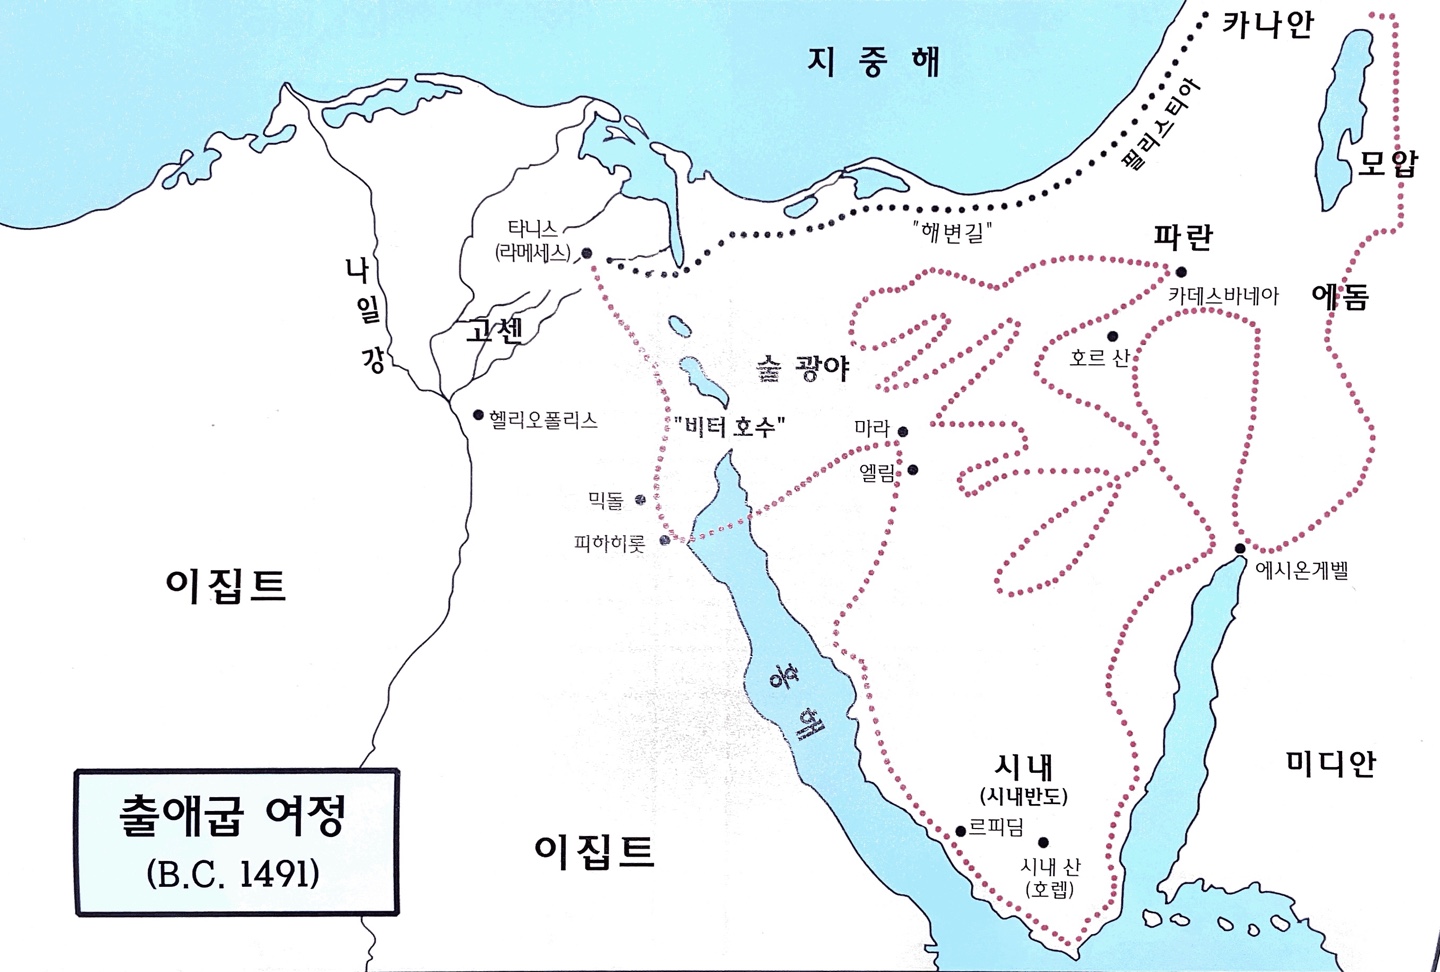 지 중 해
카나안
필리스티아
모압
"해변길"
파란
카데스바네아
에돔
타니스
(라메세스)
나
일
강
고센
호르 산
술 광야
헬리오폴리스
"비터 호수"
마라
엘림
믹돌
피하히롯
에시온게벨
이집트
홍
해
시내
(시내반도)
르피딤
시내 산
(호렙)
미디안
이집트
출애굽 여정
(B.C. 1491)